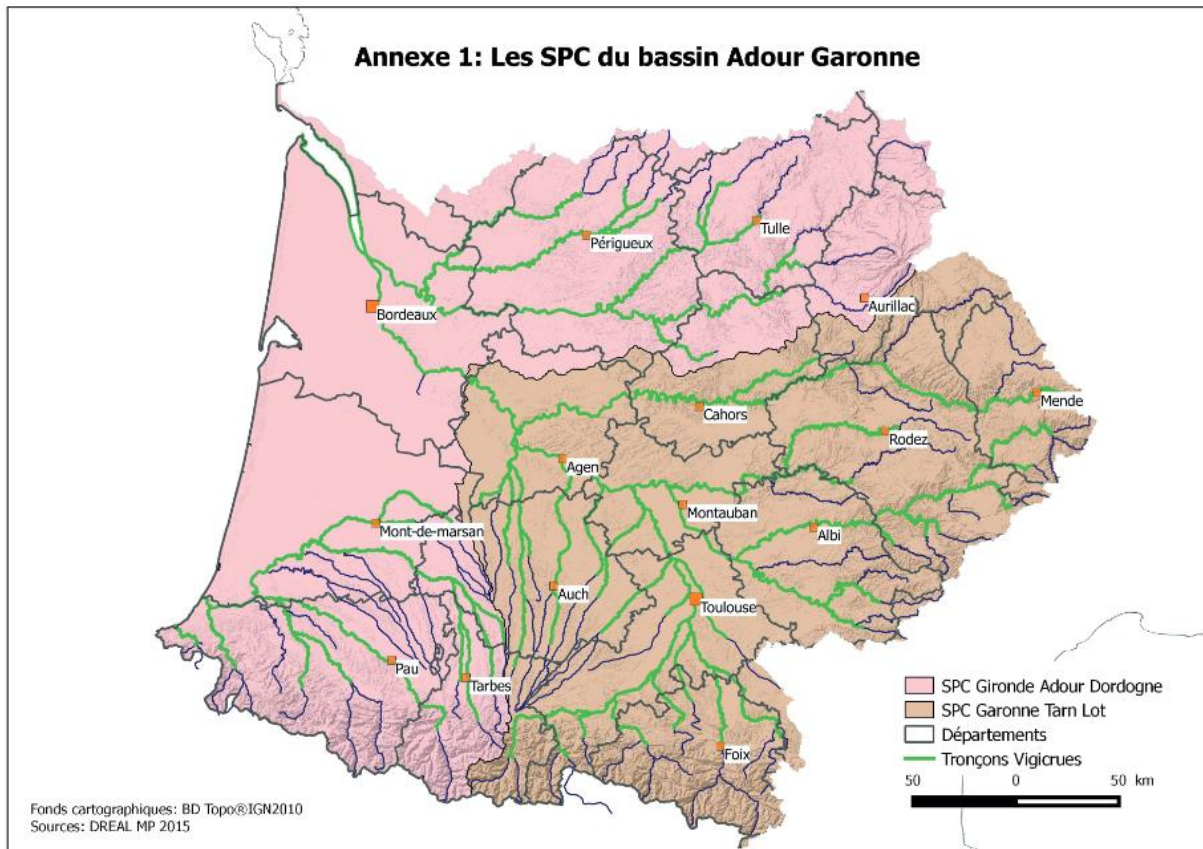 Annexe 1: Les SPC du bassin Adour Garonne
Périgueux
Tulle
Bordeaux
Aurillac
Cahors
Mende
Rodez
Agen
Montauban
Mont-de-marsan
Albi
Auch
Toulouse
Pau
Tarbes
Foix
SPC Gironde Adour Dordogne
SPC Garonne Tarn Lot
Départements
Tronçons Vigicrues
50 0 50 km
Fonds cartographiques: BD Topo®IGN2010
Sources: DREAL MP 2015